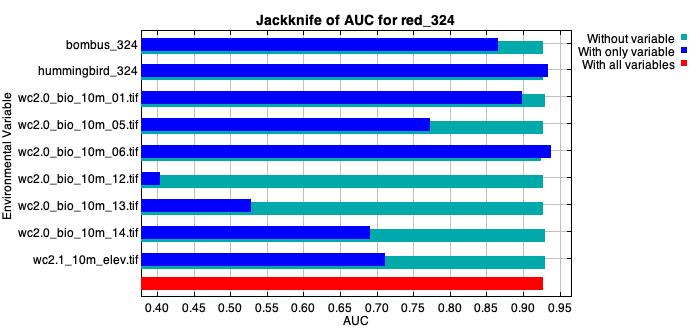 Jackknife of AUC for red_324
Without variable
With only variable
With all variables
Environmental Variable
bombus_324
hummingbird_324
wc2.0_bio_10m_01.tif
wc2.0_bio_10m_05.tif
wc2.0_bio_10m_06.tif
wc2.0_bio_10m_12.tif
wc2.0_bio_10m_13.tif
wc2.0_bio_10m_14.tif
wc2.1_10m_elev.tif
0.40 0.45 0.50 0.55 0.60 0.65 0.70 0.75 0.80 0.85 0.90 0.95
AUC